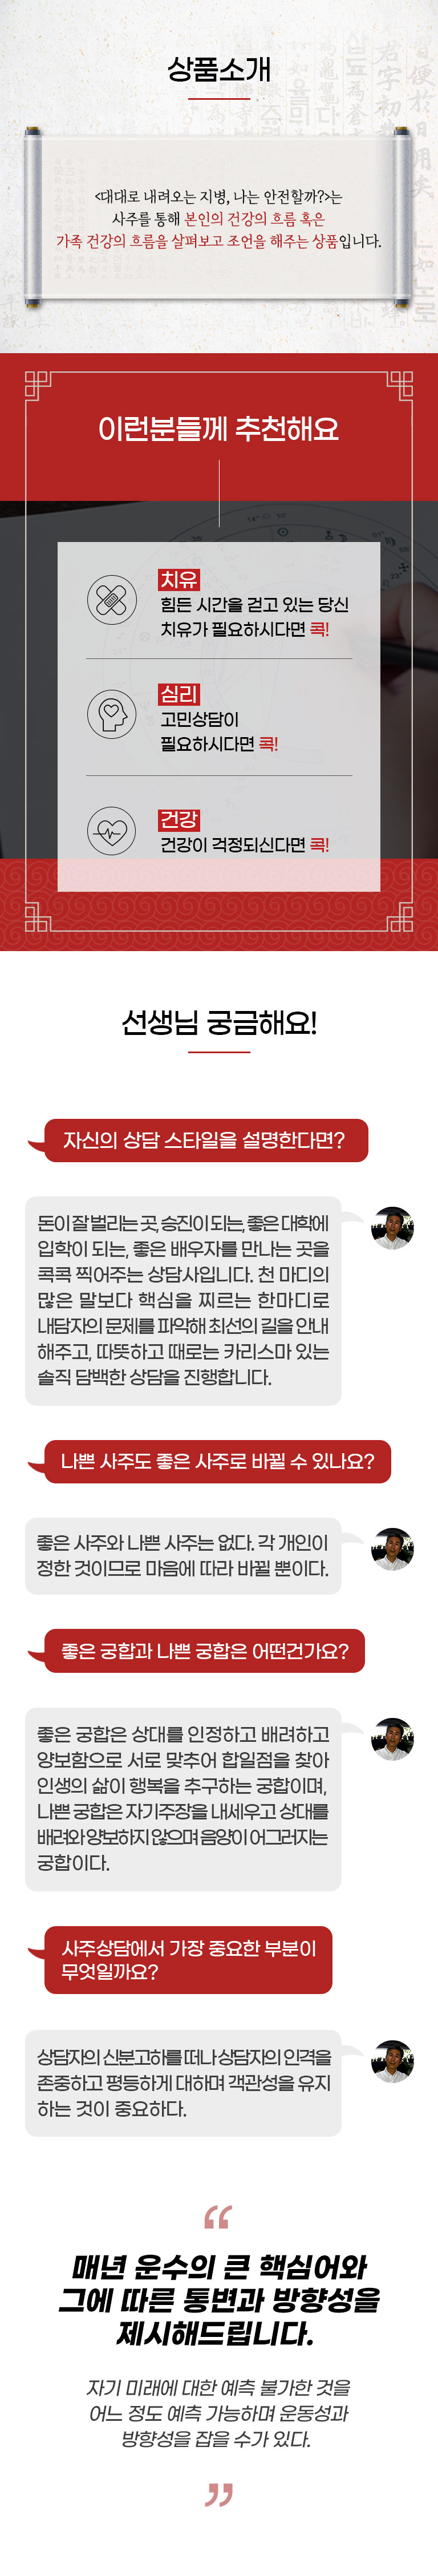 상품소개
<대대로 내려오는 지병, 나는 안전할까?>는
사주를 통해 본인의 건강의 흐름 혹은
가족 건강의 흐름을 살펴보고 조언을 해주는 상품입니다.
이런분들께 추천해요
치유
힘든 시간을 걷고 있는 당신
치유가 필요하시다면 콕!
심리
고민상담이
필요하시다면 콕!
건강
건강이 걱정되신다면 콕!
선생님 궁금해요!
자신의 상담 스타일을 설명한다면?
돈이 잘 벌리는 곳, 승진이 되는, 좋은 대학에
입학이 되는, 좋은 배우자를 만나는 곳을
콕콕 찍어주는 상담사입니다. 천 마디의
많은 말보다 핵심을 찌르는 한마디로
내담자의 문제를 파악해 최선의 길을 안내
해주고, 따뜻하고 때로는 카리스마 있는
솔직 담백한 상담을 진행합니다.
나쁜 사주도 좋은 사주로 바뀔 수 있나요?
좋은 사주와 나쁜 사주는 없다. 각 개인이
정한 것이므로 마음에 따라 바뀔 뿐이다.
좋은 궁합과 나쁜 궁합은 어떤건가요?
좋은 궁합은 상대를 인정하고 배려하고
양보함으로 서로 맞추어 합일점을 찾아
인생의 삶이 행복을 추구하는 궁합이며,
나쁜 궁합은 자기주장을 내세우고 상대를
배려와 양보하지 않으며 음양이 어그러지는
궁합이다.
사주상담에서 가장 중요한 부분이
무엇일까요?
상담자의 신분고하를 떠나 상담자의 인격을
존중하고 평등하게 대하며 객관성을 유지
하는 것이 중요하다.
“
매년 운수의 큰 핵심어와
그에 따른 통변과 방향성을
제시해드립니다.
자기 미래에 대한 예측 불가한 것을
어느 정도 예측 가능하며 운동성과
방향성을 잡을 수가 있다.
”